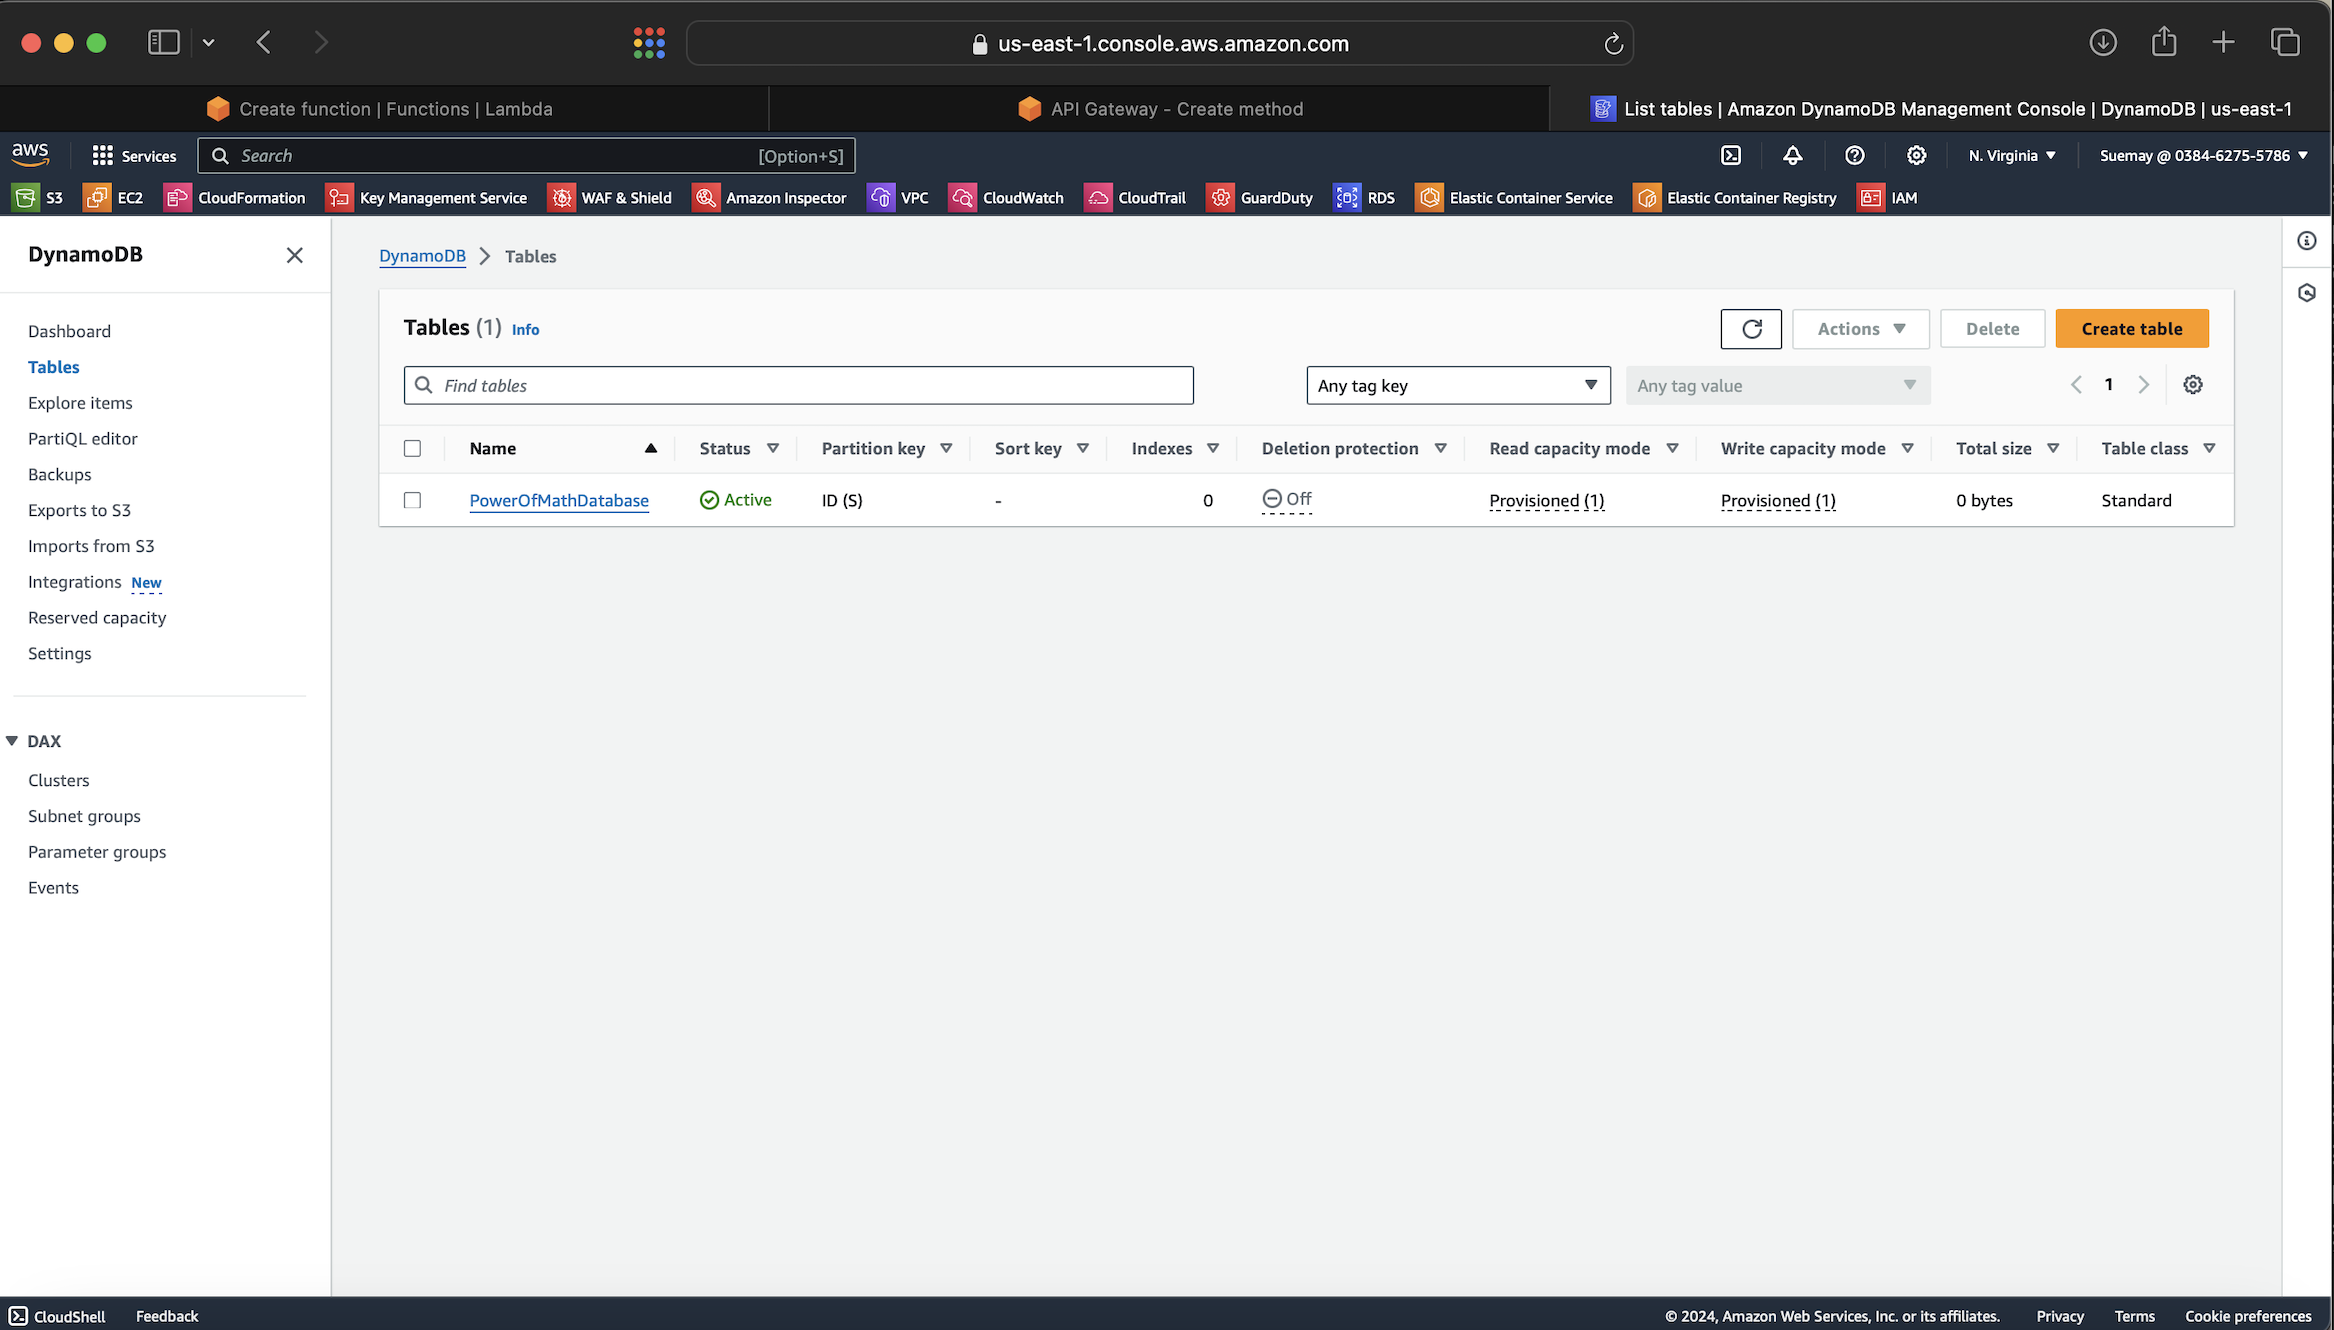 us-east-1.console.aws.amazon.com
Create function | Functions | Lambda
API Gateway - Create method
List tables | Amazon DynamoDB Management Console | DynamoDB | us-east-1
aws
Services
Search
[Option+S]
N. Virginia
Suemay @ 0384-6275-5786
S3
EC2
CloudFormation
Key Management Service
WAF & Shield
Amazon Inspector
VPC
CloudWatch
CloudTrail
GuardDuty
RDS
Elastic Container Service
Elastic Container Registry
IAM
DynamoDB
Dashboard
Tables
Explore items
PartiQL editor
Backups
Exports to S3
Imports from S3
Integrations New
Reserved capacity
Settings
DAX
Clusters
Subnet groups
Parameter groups
Events
DynamoDB
Tables
Tables (1) Info
Actions
Delete
Create table
Find tables
Any tag key
Any tag value
1
Name
Status
Partition key
Sort key
Indexes
Deletion protection
Read capacity mode
Write capacity mode
Total size
Table class
PowerOfMathDatabase
Active
ID (S)
-
0
Off
Provisioned (1)
Provisioned (1)
0 bytes
Standard
CloudShell
Feedback
© 2024, Amazon Web Services, Inc. or its affiliates.
Privacy
Terms
Cookie preferences